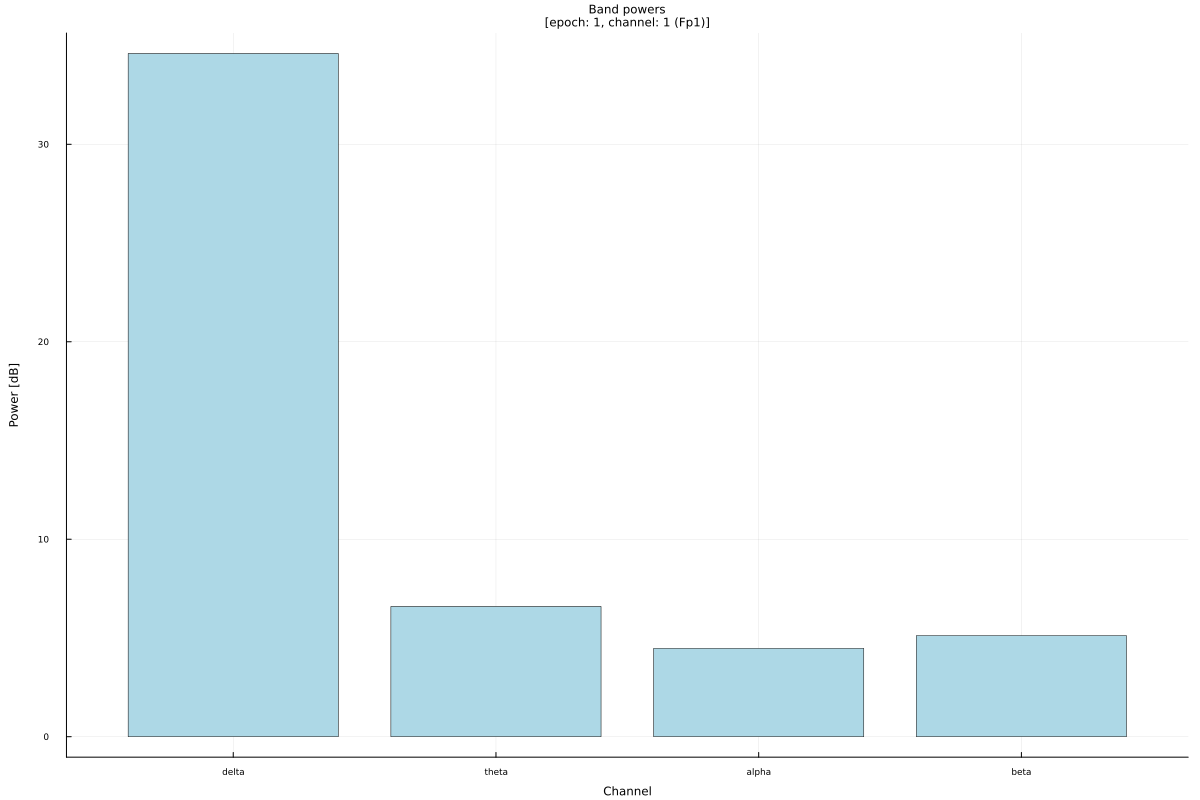 Band powers
[epoch: 1, channel: 1 (Fp1)]
Power [dB]
30
20
10
0
delta theta alpha beta
Channel